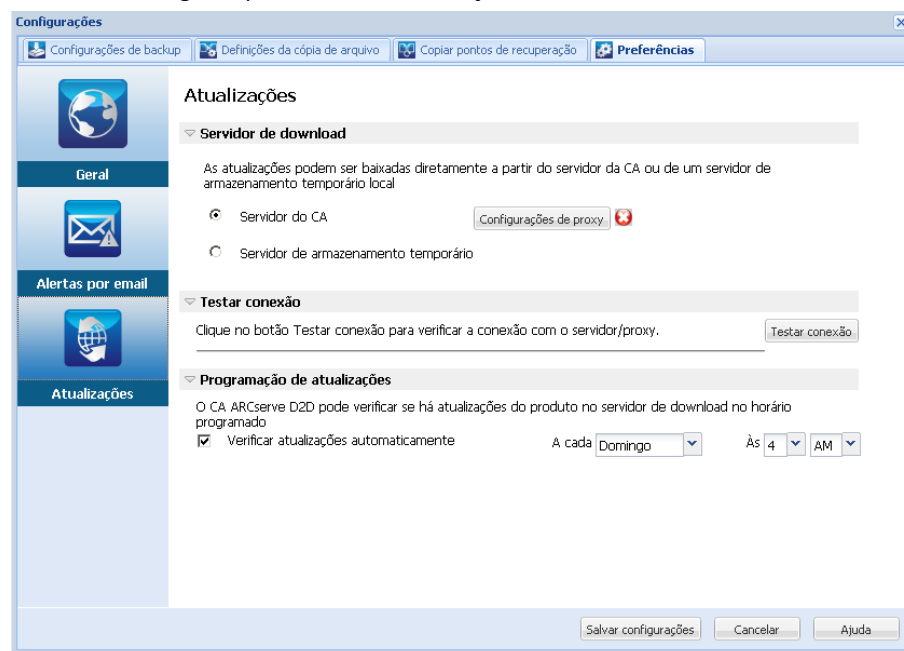 Configurações
Configurações de backup
Definições da cópia de arquivo
Copiar pontos de recuperação
Preferências
Geral
Alertas por email
Atualizações
Atualizações
Servidor de download
As atualizações podem ser baixadas diretamente a partir do servidor da CA ou de um servidor de
armazenamento temporário local
Servidor do CA
Configurações de proxy
Servidor de armazenamento temporário
Testar conexão
Clique no botão Testar conexão para verificar a conexão com o servidor/proxy.
Testar conexão
Programação de atualizações
O CA ARCserve D2D pode verificar se há atualizações do produto no servidor de download no horário
programado
Verificar atualizações automaticamente
A cada Domingo
Às 4 AM
Salvar configurações
Cancelar
Ajuda